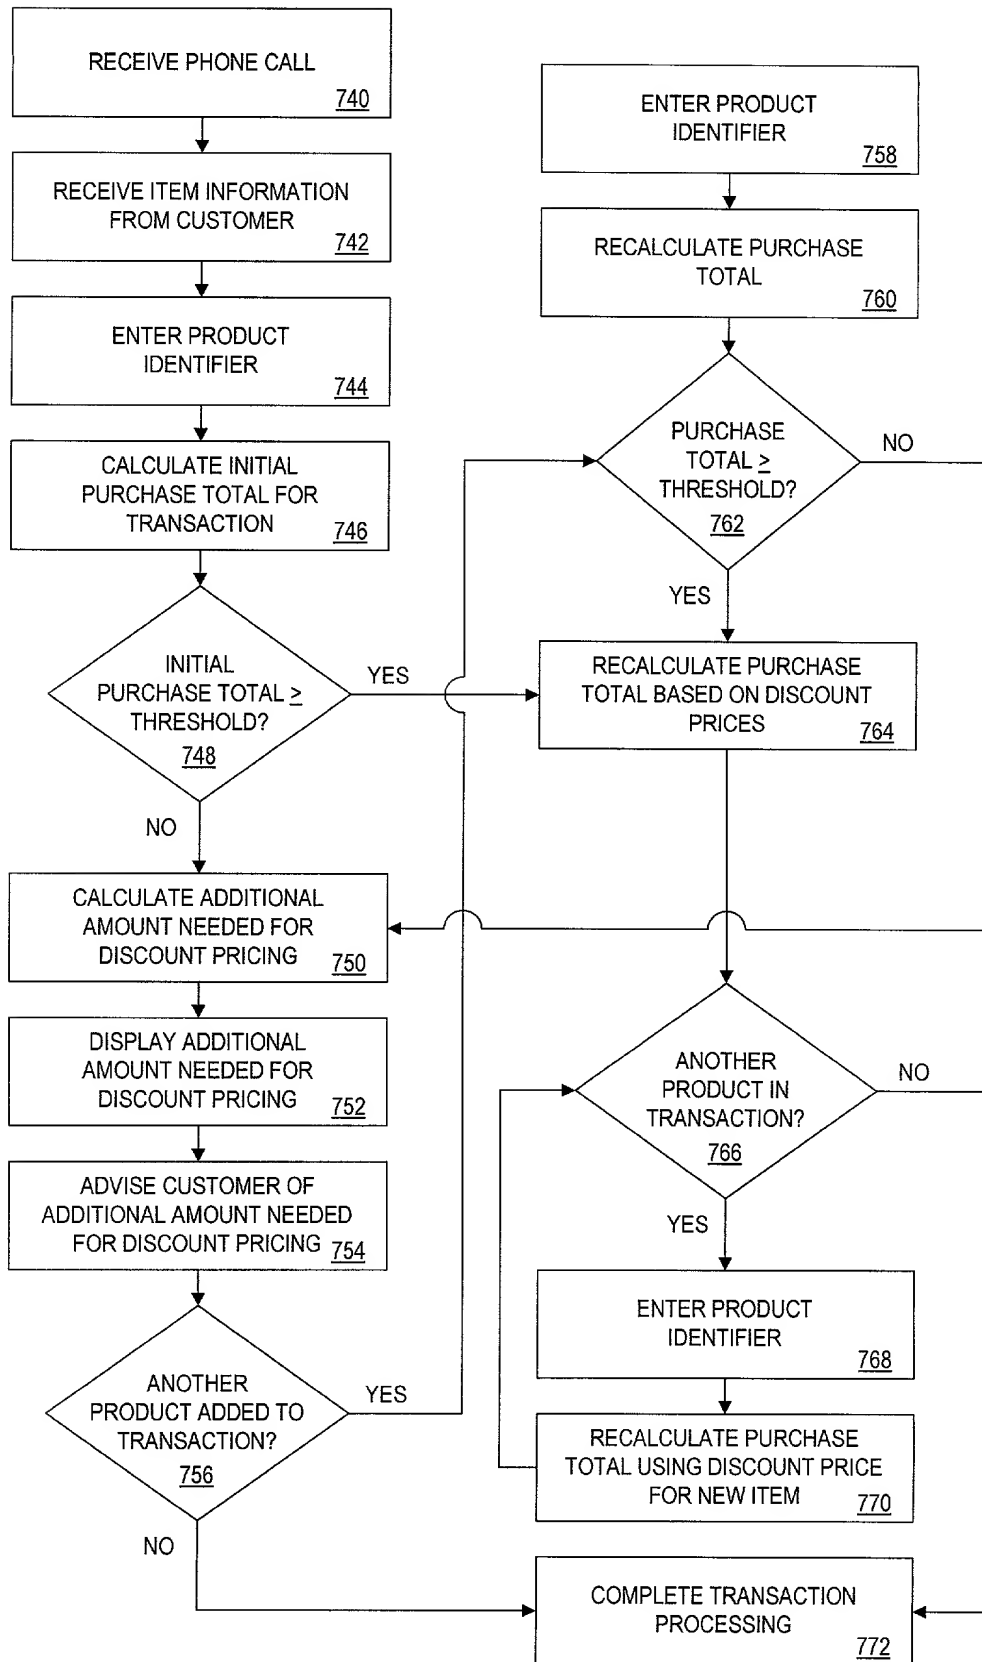 RECEIVE PHONE CALL
740
RECEIVE ITEM INFORMATION
FROM CUSTOMER
742
ENTER PRODUCT
IDENTIFIER
744
CALCULATE INITIAL
PURCHASE TOTAL FOR
TRANSACTION
746
INITIAL
PURCHASE TOTAL ≥
THRESHOLD?
748
YES
NO
CALCULATE ADDITIONAL
AMOUNT NEEDED FOR
DISCOUNT PRICING
750
DISPLAY ADDITIONAL
AMOUNT NEEDED FOR
DISCOUNT PRICING
752
ADVISE CUSTOMER OF
ADDITIONAL AMOUNT NEEDED
FOR DISCOUNT PRICING
754
ANOTHER
PRODUCT ADDED TO
TRANSACTION?
756
YES
NO
ENTER PRODUCT
IDENTIFIER
758
RECALCULATE PURCHASE
TOTAL
760
PURCHASE
TOTAL ≥
THRESHOLD?
762
NO
YES
RECALCULATE PURCHASE
TOTAL BASED ON DISCOUNT
PRICES
764
ANOTHER
PRODUCT IN
TRANSACTION?
766
NO
YES
ENTER PRODUCT
IDENTIFIER
768
RECALCULATE PURCHASE
TOTAL USING DISCOUNT PRICE
FOR NEW ITEM
770
COMPLETE TRANSACTION
PROCESSING
772